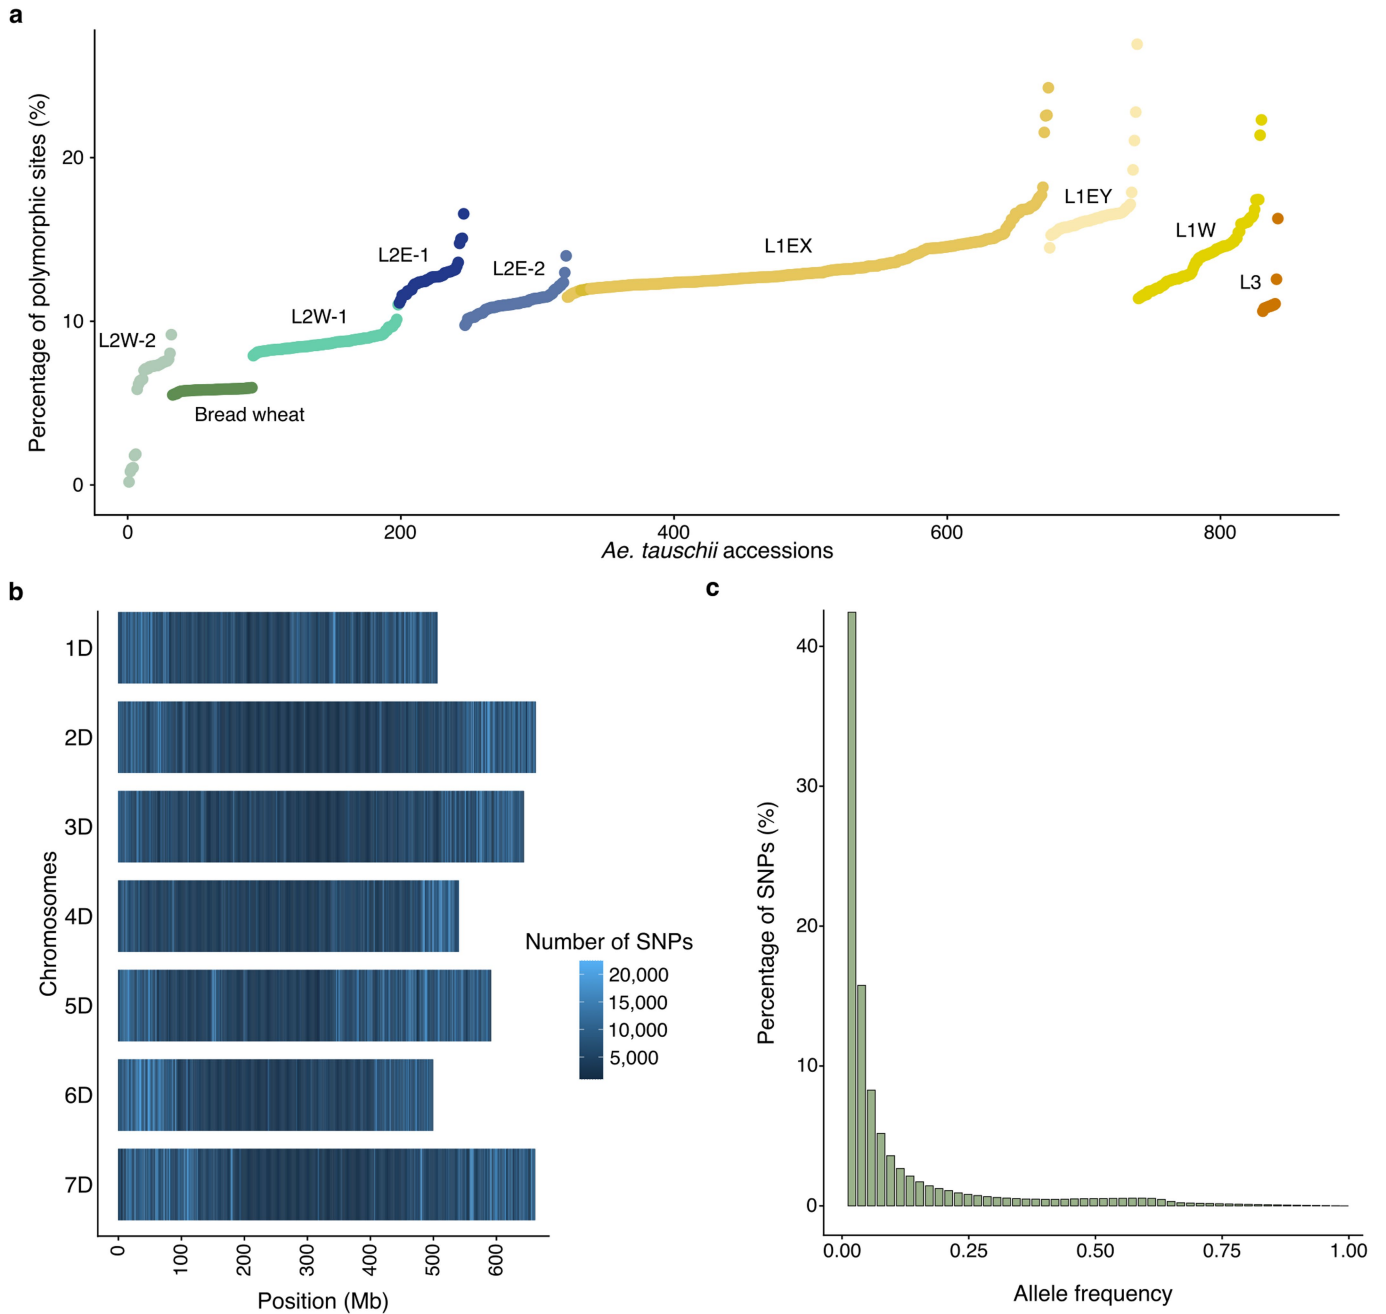 a
Percentage of polymorphic sites (%)
20
10
0
L2W-2
Bread wheat
L2W-1
L2E-1
L2E-2
L1EX
L1EY
L1W
L3
0
200
400
600
800
Ae. tauschii accessions
b
Chromosomes
1D
2D
3D
4D
5D
6D
7D
0
100
200
300
400
500
600
Position (Mb)
Number of SNPs
20,000
15,000
10,000
5,000
c
Percentage of SNPs (%)
40
30
20
10
0
0.00
0.25
0.50
0.75
1.00
Allele frequency